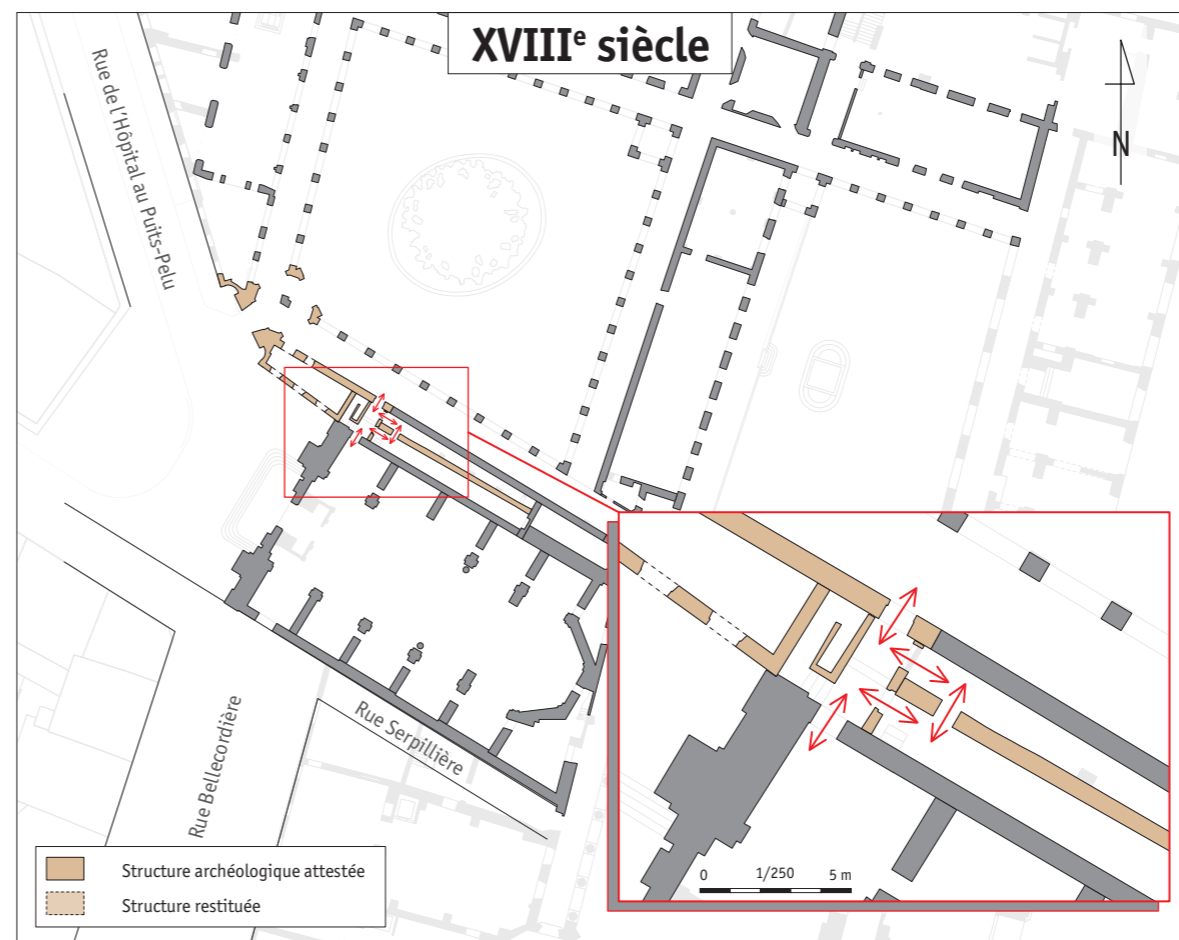 XVIIIe siècle
Rue de l'Hôpital au Puits-Pelu
N
Rue Serpillière
Rue Bellecordière
0 1/250 5 m
Structure archéologique attestée
Structure restituée